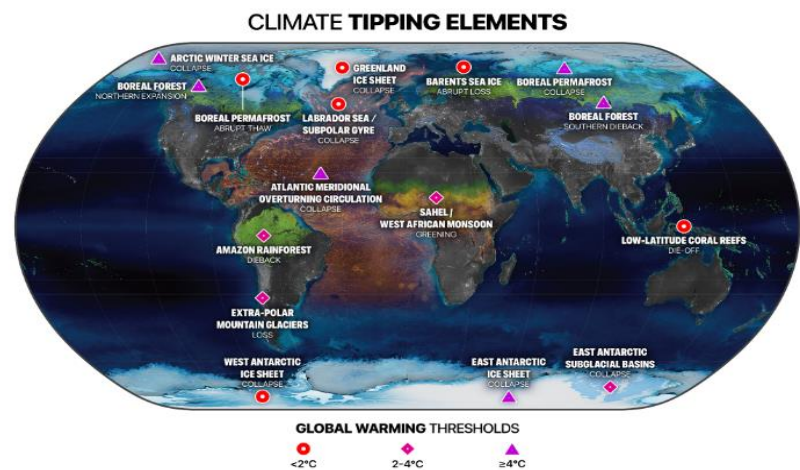 CLIMATE TIPPING ELEMENTS
ARCTIC WINTER SEA ICE
COLLAPSE
BOREAL FOREST
NORTHERN EXPANSION
BOREAL PERMAFROST
ABRUPT THAW
GREENLAND
ICE SHEET
COLLAPSE
LABRADOR SEA /
SUBPOLAR GYRE
COLLAPSE
BARENTS SEA ICE
ABRUPT LOSS
BOREAL PERMAFROST
COLLAPSE
BOREAL FOREST
SOUTHERN DIEBACK
ATLANTIC MERIDIONAL
OVERTURNING CIRCULATION
COLLAPSE
SAHEL /
WEST AFRICAN MONSOON
GREENING
LOW-LATITUDE CORAL REEFS
DIE-OFF
AMAZON RAINFOREST
DIEBACK
EXTRA-POLAR
MOUNTAIN GLACIERS
LOSS
WEST ANTARCTIC
ICE SHEET
COLLAPSE
EAST ANTARCTIC
ICE SHEET
COLLAPSE
EAST ANTARCTIC
SUBGLACIAL BASINS
COLLAPSE
GLOBAL WARMING THRESHOLDS
<2°C
2-4°C
≥4°C